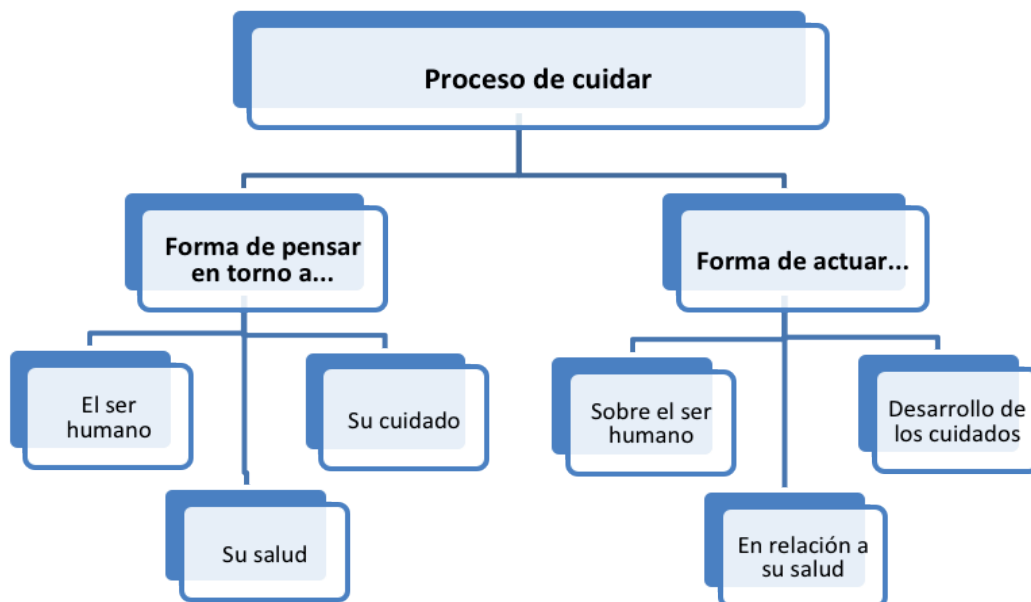 Proceso de cuidar
Forma de pensar
en torno a...
Forma de actuar...
El ser
humano
Su cuidado
Su salud
Sobre el ser
humano
Desarrollo de
los cuidados
En relación a
su salud